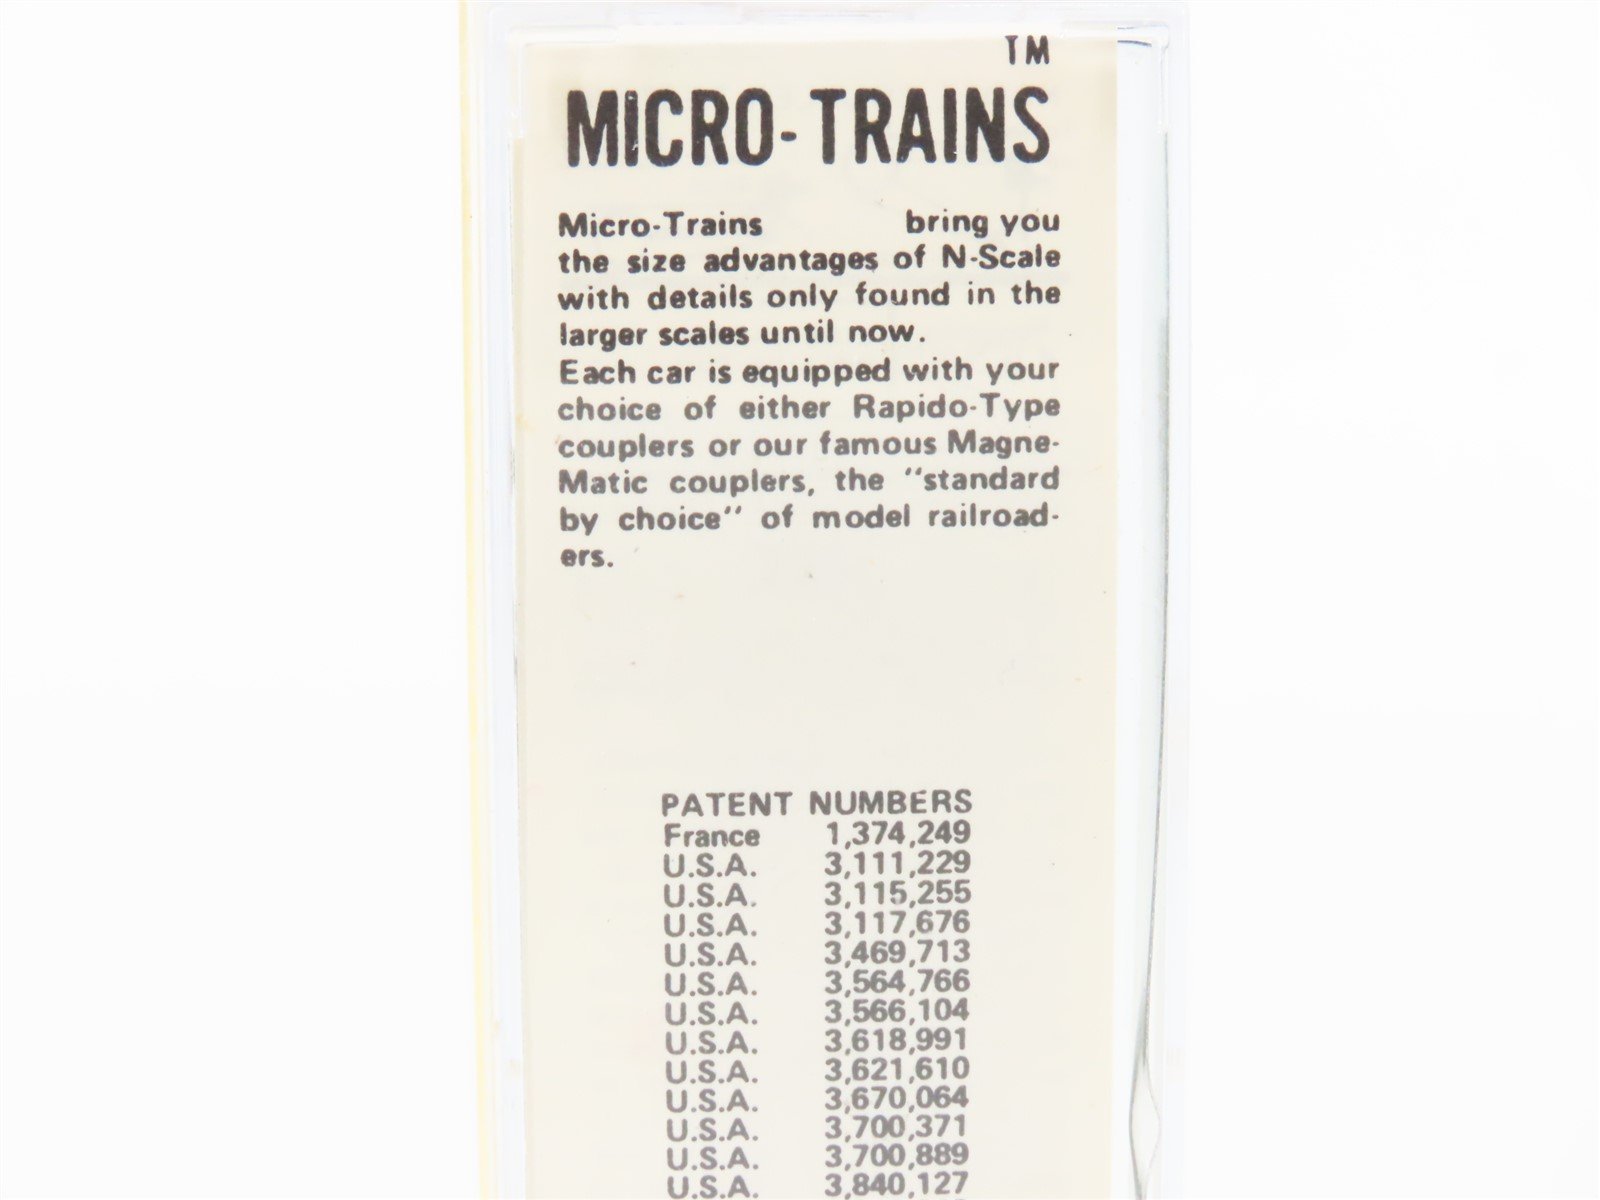 TM
MICRO-TRAINS
Micro-Trains bring you
the size advantages of N-Scale
with details only found in the
larger scales until now.
Each car is equipped with your
choice of either Rapido-Type
couplers or our famous Magne-
Matic couplers, the "standard
by choice" of model railroad-
ers.
PATENT NUMBERS
France 1,374,249
U.S.A. 3,111,229
U.S.A. 3,115,255
U.S.A. 3,117,676
U.S.A. 3,469,713
U.S.A. 3,564,766
U.S.A. 3,566,104
U.S.A. 3,618,991
U.S.A. 3,621,610
U.S.A. 3,670,064
U.S.A. 3,700,371
U.S.A. 3,700,889
U.S.A. 3,840,127